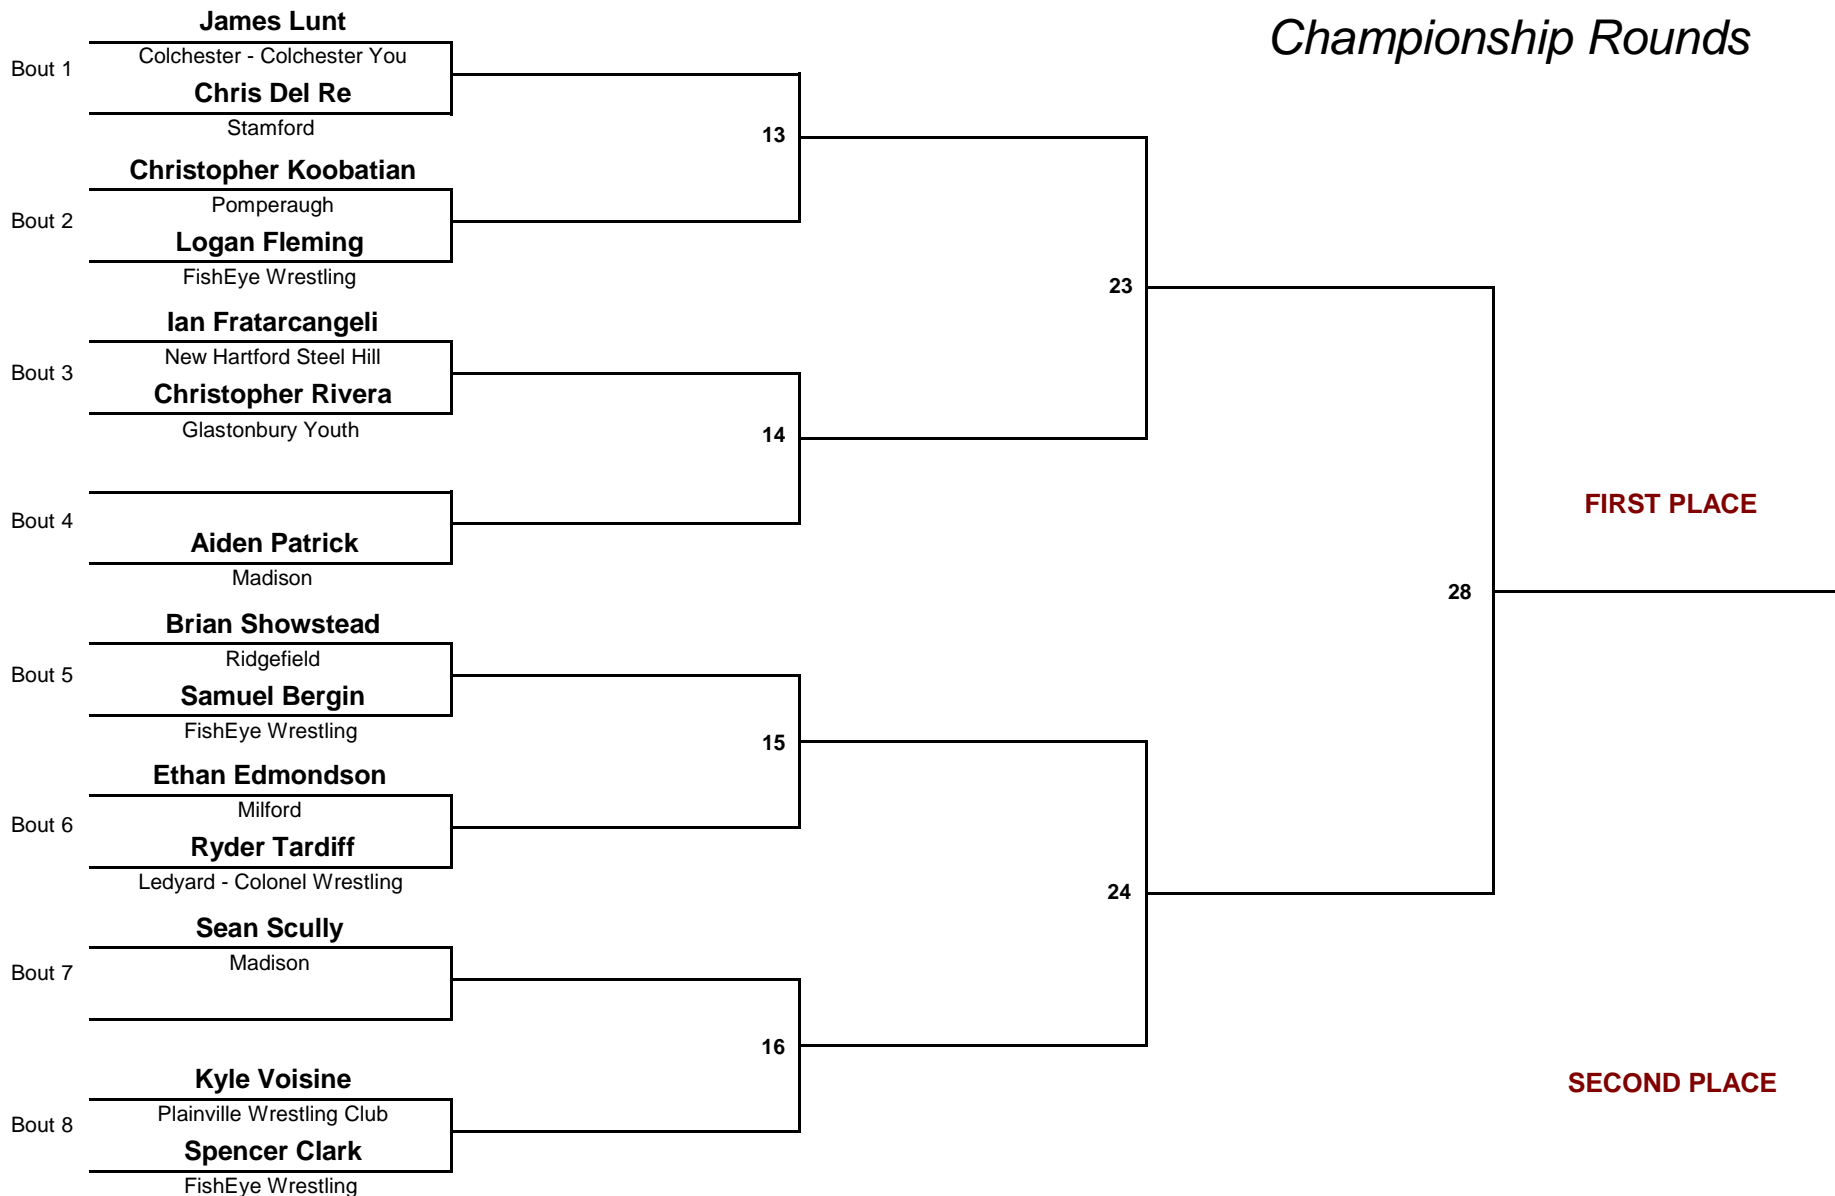 Championship Rounds
James Lunt
Bout 1
Colchester - Colchester You
Chris Del Re
Stamford
13
Christopher Koobatian
Bout 2
Pomperaugh
Logan Fleming
FishEye Wrestling
23
Ian Fratarcangeli
Bout 3
New Hartford Steel Hill
Christopher Rivera
Glastonbury Youth
14
Bout 4
Aiden Patrick
Madison
FIRST PLACE
28
Brian Showstead
Bout 5
Ridgefield
Samuel Bergin
FishEye Wrestling
15
Ethan Edmondson
Bout 6
Milford
Ryder Tardiff
Ledyard - Colonel Wrestling
24
Sean Scully
Bout 7
Madison
16
Kyle Voisine
Bout 8
Plainville Wrestling Club
Spencer Clark
FishEye Wrestling
SECOND PLACE